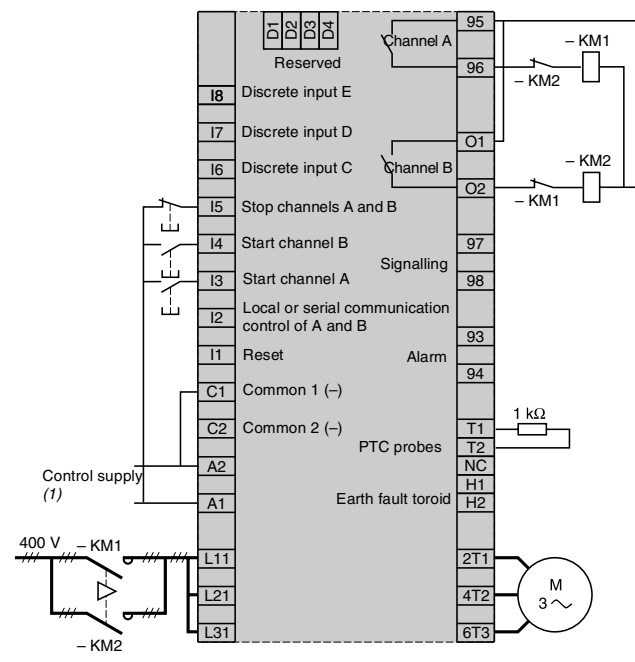 D1
D2
D3
D4
Reserved
95
Channel A
96
– KM1
– KM2
I8 Discrete input E
I7 Discrete input D
O1
I6 Discrete input C
Channel B
O2
– KM2
– KM1
I5 Stop channels A and B
I4 Start channel B
97
Signalling
I3 Start channel A
98
I2 Local or serial communication
control of A and B
93
I1 Reset
Alarm
94
C1 Common 1 (–)
C2 Common 2 (–)
T1
1 kΩ
PTC probes
T2
A2
NC
Control supply
(1)
H1
A1
Earth fault toroid
H2
400 V
– KM1
L11
2T1
L21
4T2
M
3
– KM2
L31
6T3